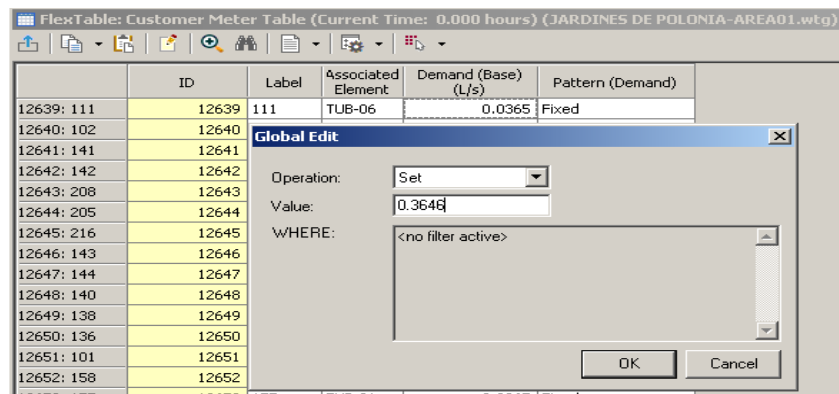 FlexTable: Customer Meter Table (Current Time: 0.000 hours) (JARDINES DE POLONIA-AREA01.wtg)
ID Label Associated Element Demand (Base) (L/s) Pattern (Demand)
12639: 111 12639 111 TUB-06 0.0365 Fixed
12640: 102 12640
12641: 141 12641
12642: 142 12642
12643: 208 12643
12644: 205 12644
12645: 216 12645
12646: 143 12646
12647: 144 12647
12648: 140 12648
12649: 138 12649
12650: 136 12650
12651: 101 12651
12652: 158 12652
Global Edit
Operation: Set
Value: 0.3646
WHERE: <no filter active>
OK Cancel